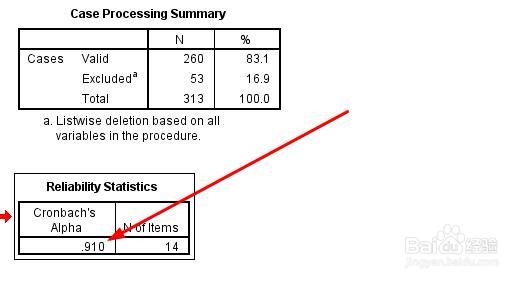 Case Processing Summary
N %
Cases Valid 260 83.1
Excludedᵃ 53 16.9
Total 313 100.0
a. Listwise deletion based on all
variables in the procedure.
Reliability Statistics
Cronbach's
Alpha N of Items
.910 14
Baidu经验
jingyan.baidu.com